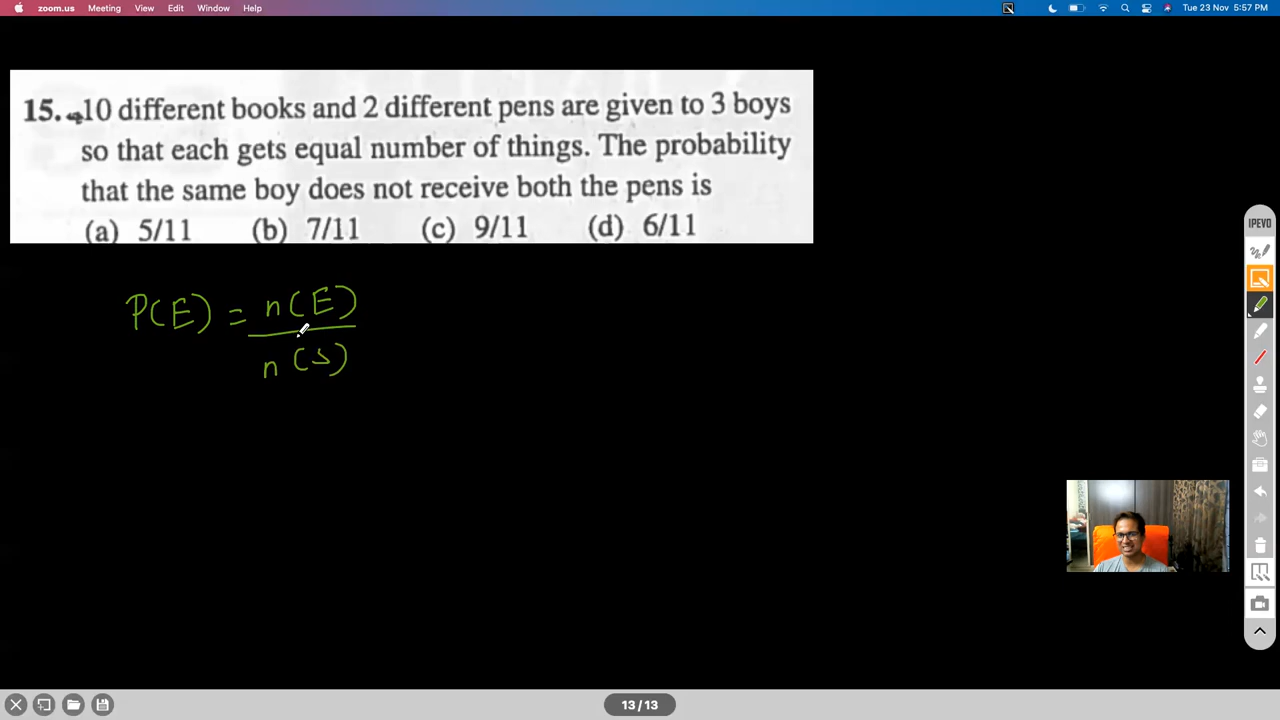 zoom.us Meeting View Edit Window Help Tue 23 Nov 5:57 PM
15. 10 different books and 2 different pens are given to 3 boys
so that each gets equal number of things. The probability
that the same boy does not receive both the pens is
(a) 5/11 (b) 7/11 (c) 9/11 (d) 6/11
IPEVO
P(E) = n(E)
n(S)
13/13